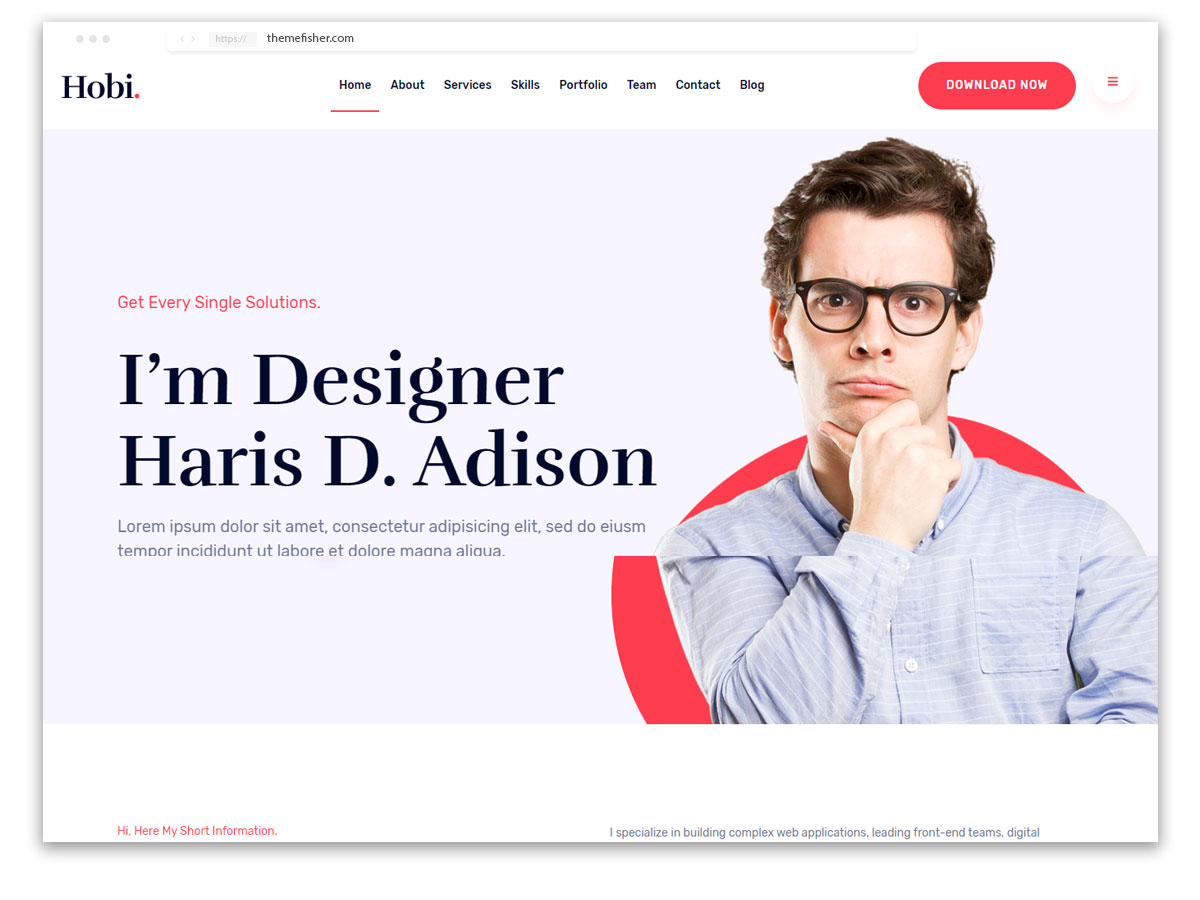 https://
themefisher.com
Hobi.
Home About Services Skills Portfolio Team Contact Blog
DOWNLOAD NOW
Get Every Single Solutions.
I’m Designer
Haris D. Adison
Lorem ipsum dolor sit amet, consectetur adipisicing elit, sed do eiusm
tempor incididunt ut labore et dolore magna aliqua.
Hi, Here My Short Information.
I specialize in building complex web applications, leading front-end teams, digital